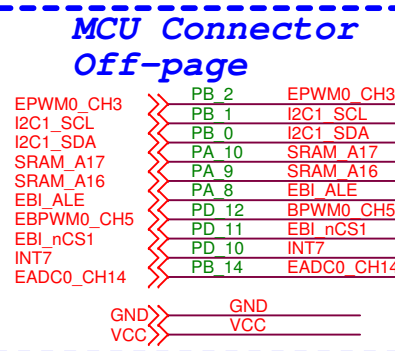 MCU Connector
Off-page
EPWM0_CH3 PB_2 EPWM0_CH3
I2C1_SCL PB_1 I2C1_SCL
I2C1_SDA PB_0 I2C1_SDA
SRAM_A17 PA_10 SRAM_A17
SRAM_A16 PA_9 SRAM_A16
EBI_ALE PA_8 EBI_ALE
EBPWM0_CH5 PD_12 BPWM0_CH5
EBI_nCS1 PD_11 EBI_nCS1
INT7 PD_10 INT7
EADC0_CH14 PB_14 EADC0_CH14
GND GND
VCC VCC